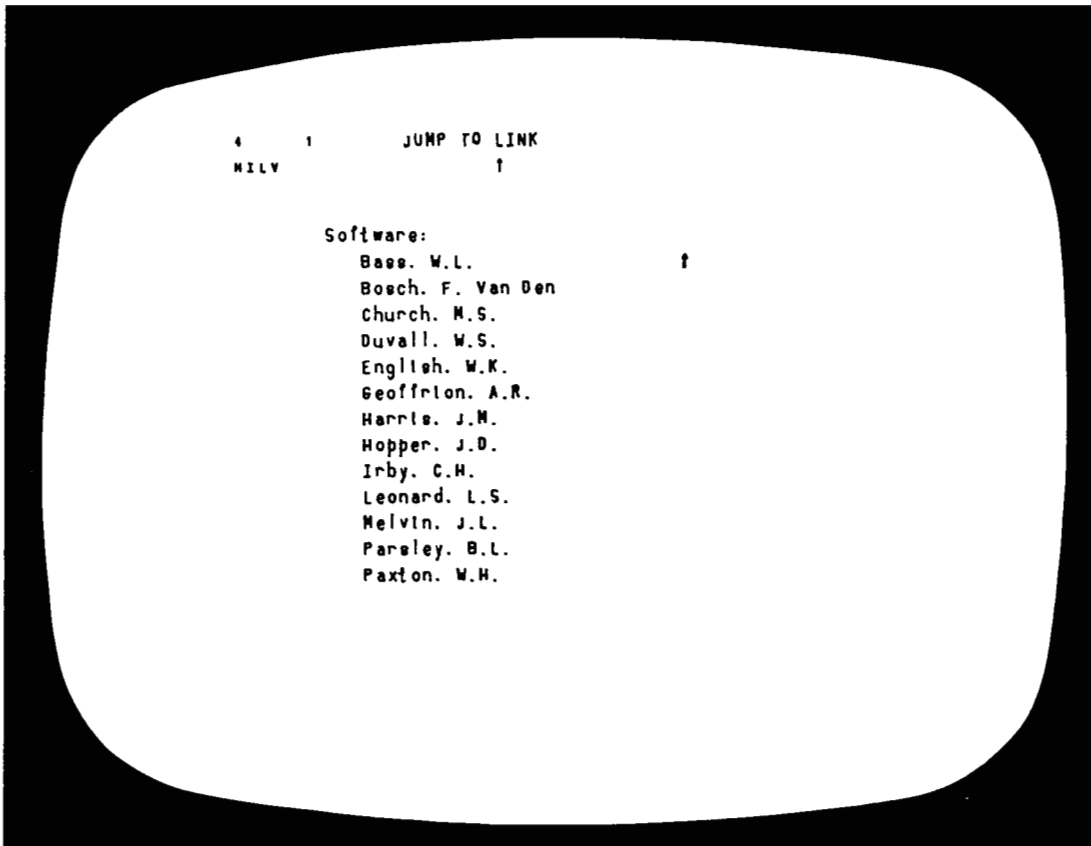 4 1 JUMP TO LINK
HILV ↑
Software:
Bass. W.L. ↑
Bosch. F. Van Den
Church. M.S.
Duvall. W.S.
English. W.K.
Geoffrion. A.R.
Harris. J.M.
Hopper. J.D.
Irby. C.H.
Leonard. L.S.
Melvin. J.L.
Parsley. B.L.
Paxton. W.H.